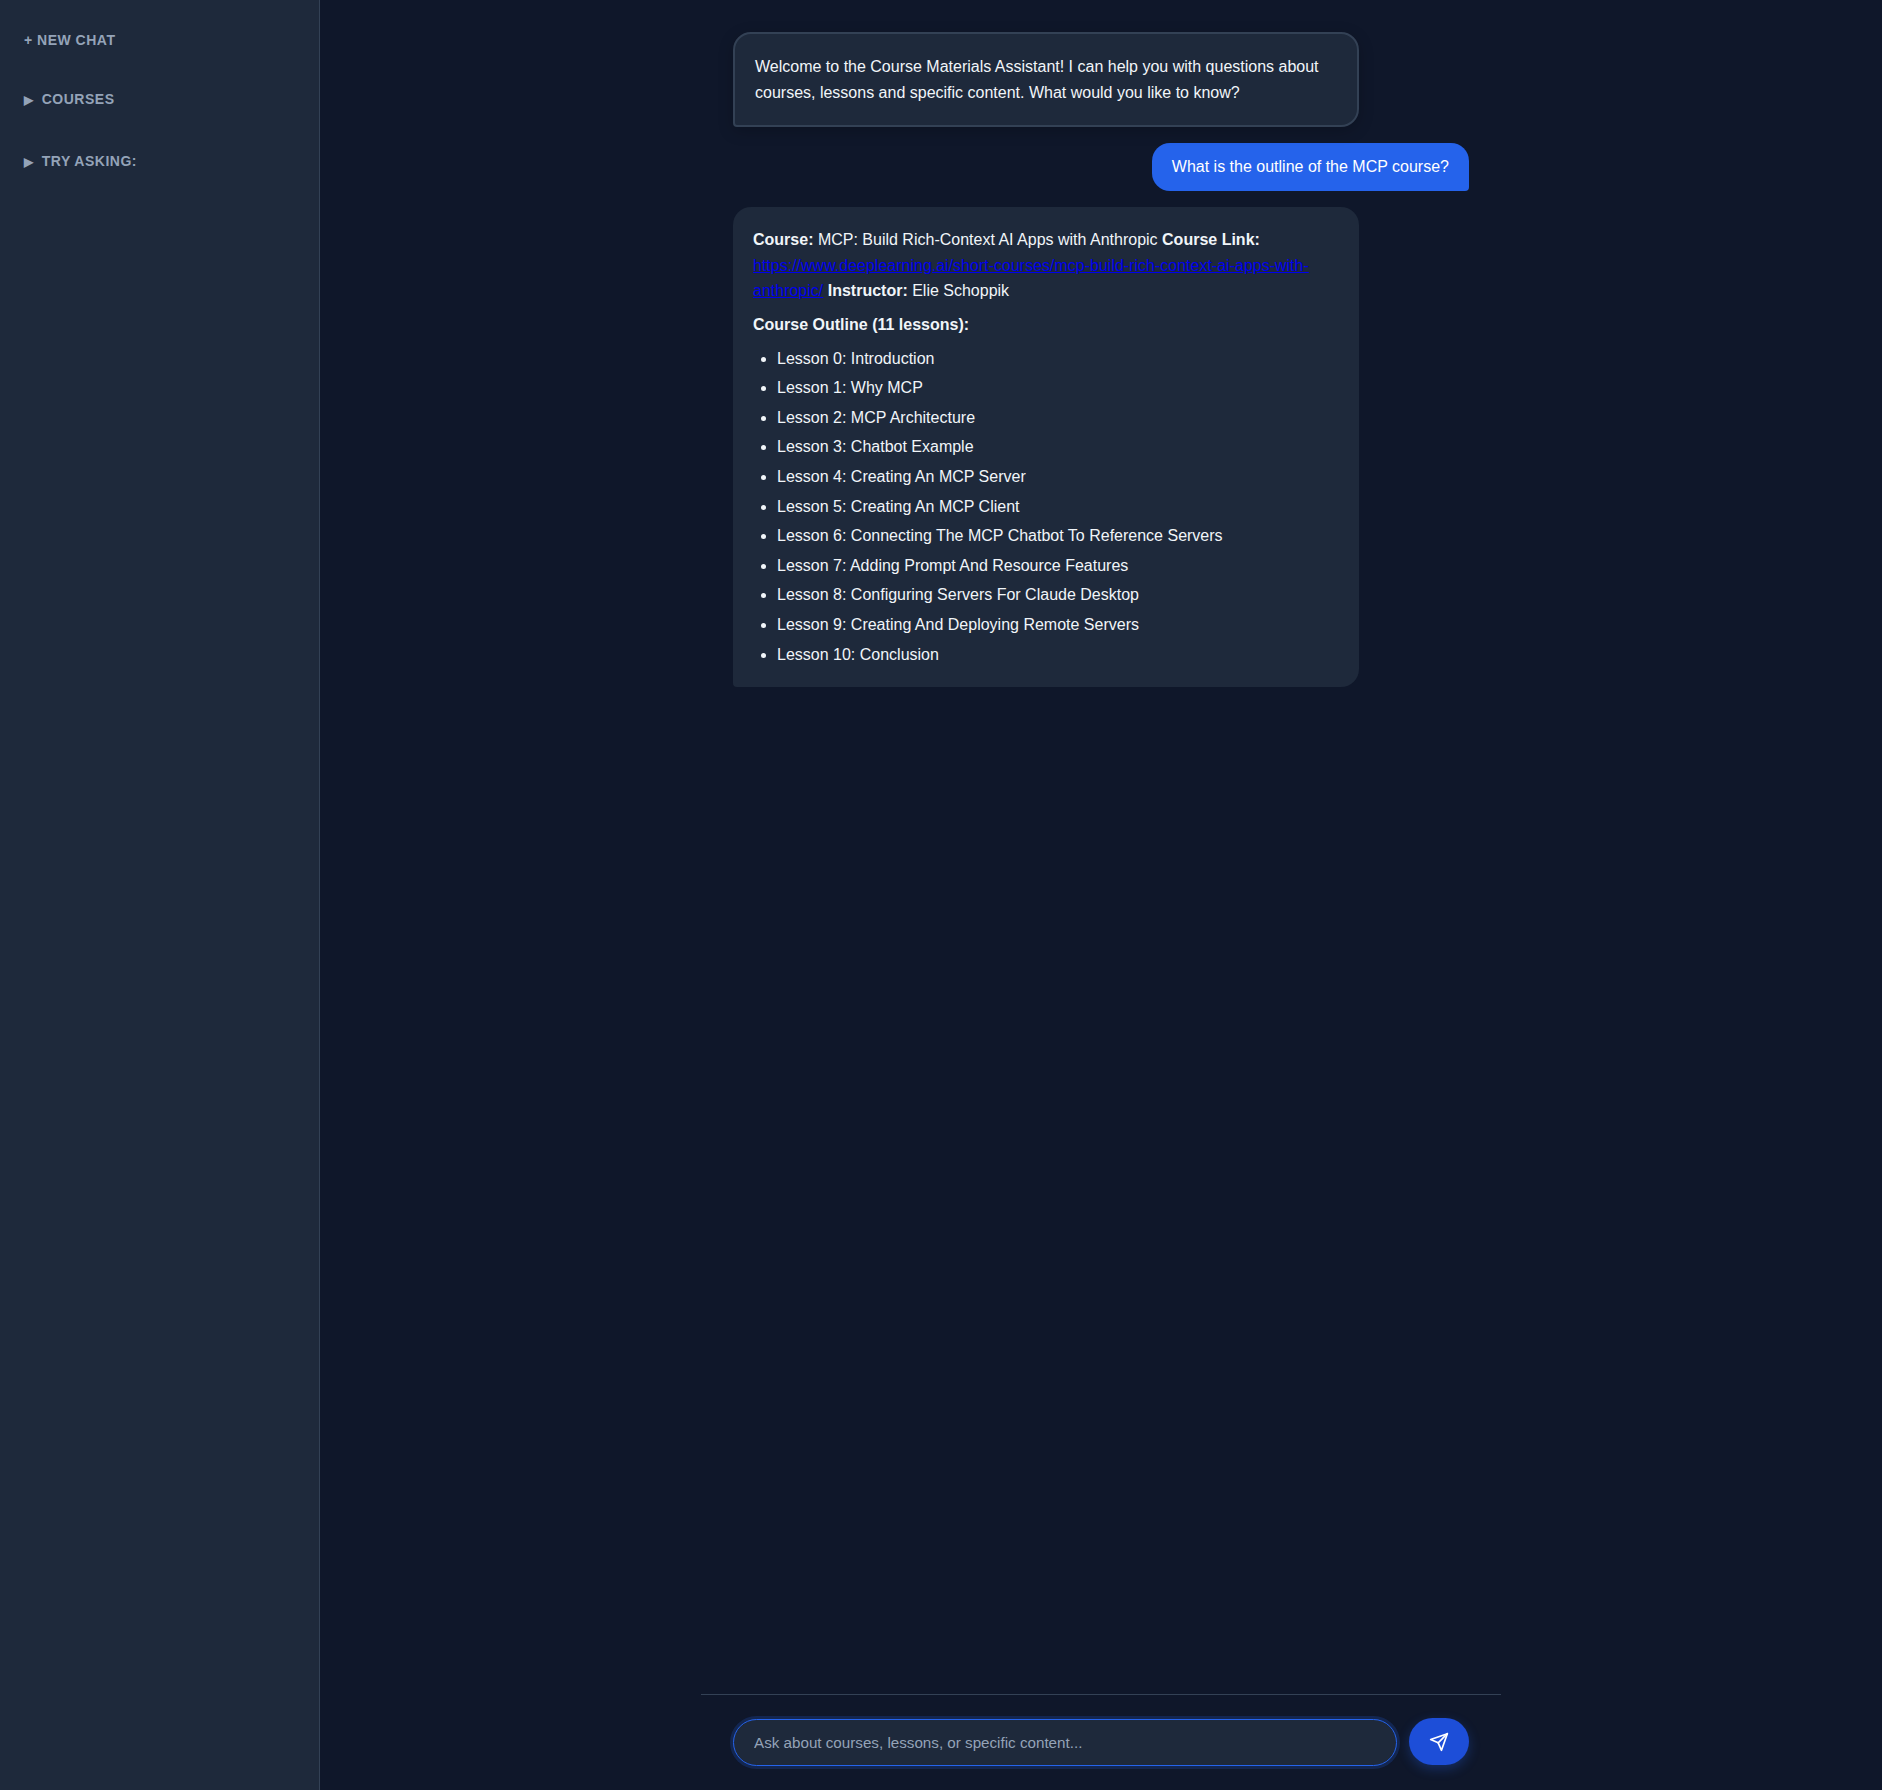 + NEW CHAT
▶ COURSES
▶ TRY ASKING:
Welcome to the Course Materials Assistant! I can help you with questions about
courses, lessons and specific content. What would you like to know?
What is the outline of the MCP course?
Course: MCP: Build Rich-Context AI Apps with Anthropic Course Link:
https://www.deeplearning.ai/short-courses/mcp-build-rich-context-ai-apps-with-
anthropic/ Instructor: Elie Schoppik
Course Outline (11 lessons):
• Lesson 0: Introduction
• Lesson 1: Why MCP
• Lesson 2: MCP Architecture
• Lesson 3: Chatbot Example
• Lesson 4: Creating An MCP Server
• Lesson 5: Creating An MCP Client
• Lesson 6: Connecting The MCP Chatbot To Reference Servers
• Lesson 7: Adding Prompt And Resource Features
• Lesson 8: Configuring Servers For Claude Desktop
• Lesson 9: Creating And Deploying Remote Servers
• Lesson 10: Conclusion
Ask about courses, lessons, or specific content...